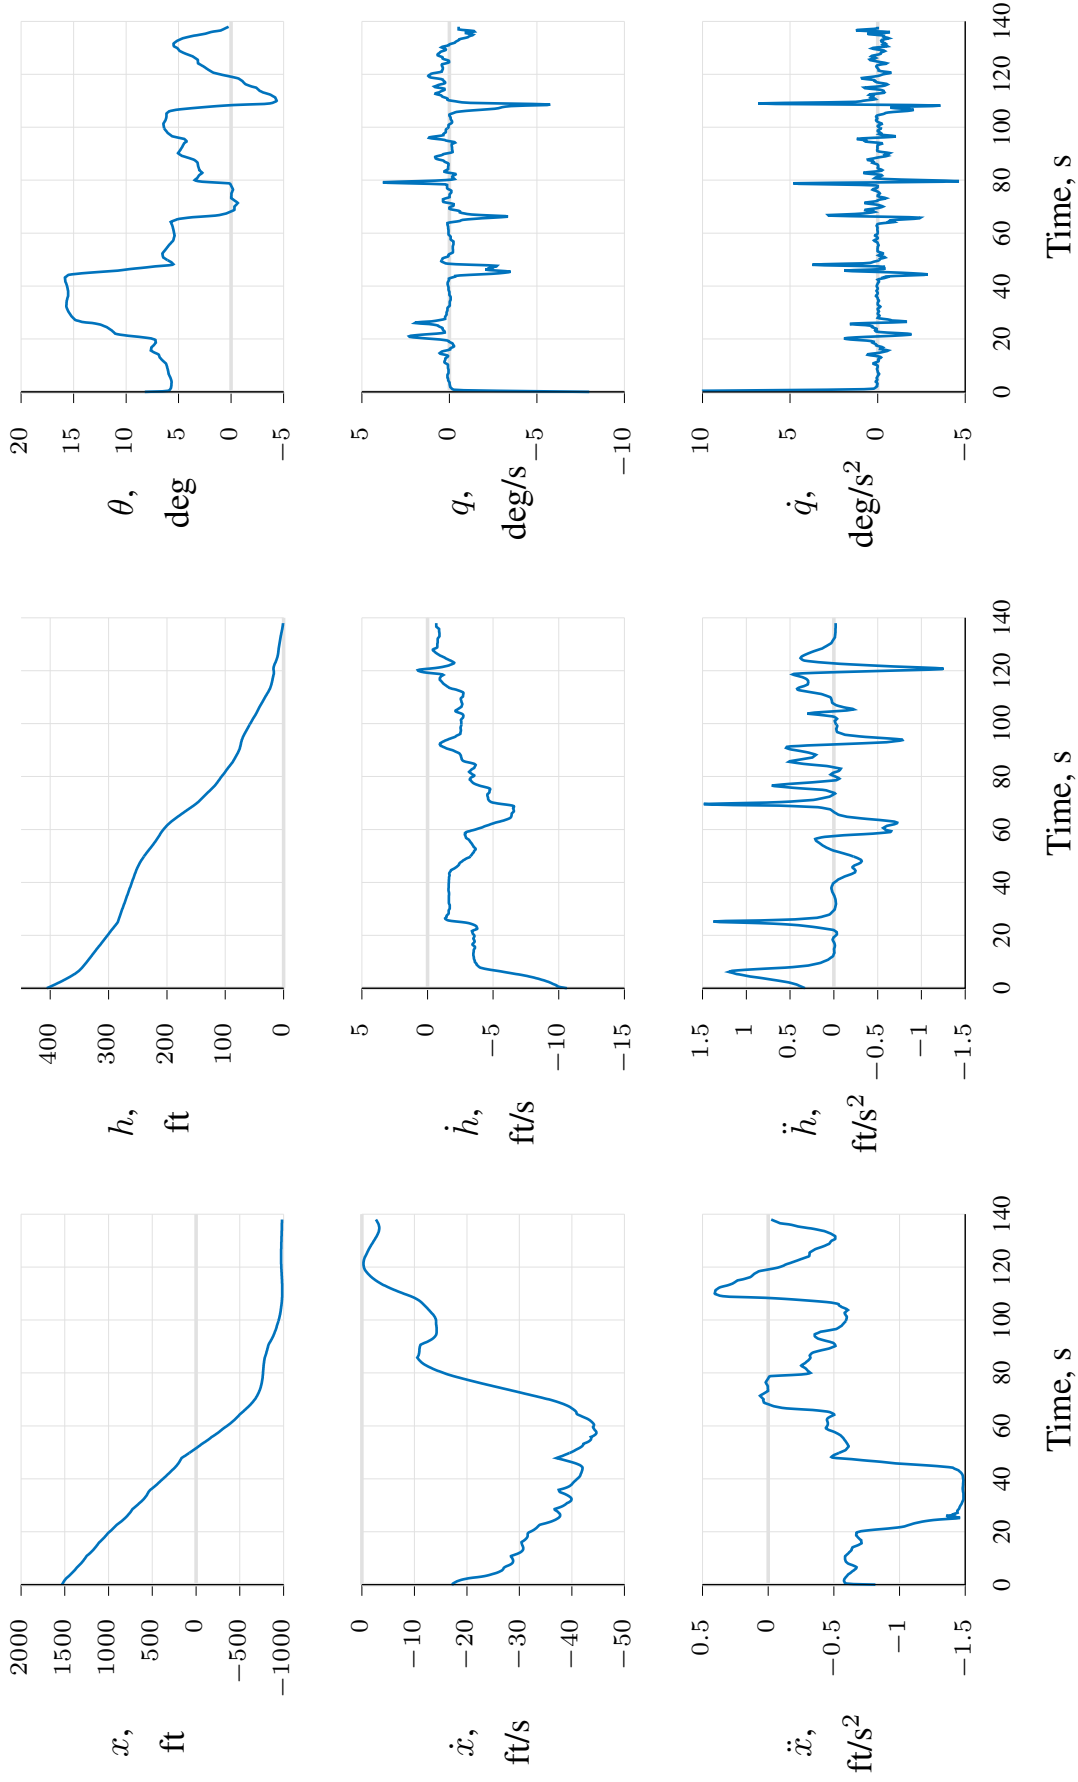 x,
ft
2000
1500
1000
500
0
−500
−1000
h,
ft
400
300
200
100
0
θ,
deg
20
15
10
5
0
−5
ẋ,
ft/s
0
−10
−20
−30
−40
−50
ḣ,
ft/s
5
0
−5
−10
−15
q,
deg/s
5
0
−5
−10
ẍ,
ft/s²
0.5
0
−0.5
−1
−1.5
0 20 40 60 80 100 120 140
Time, s
ḧ,
ft/s²
1.5
1
0.5
0
−0.5
−1
−1.5
0 20 40 60 80 100 120 140
Time, s
q̇,
deg/s²
10
5
0
−5
0 20 40 60 80 100 120 140
Time, s